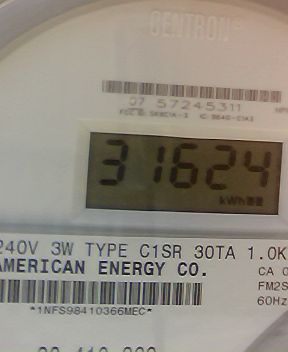 CENTRON®
07 57245311
31624
kWh
240V 3W TYPE C1SR 30TA 1.0K
AMERICAN ENERGY CO.
CA 0
FM2S
60Hz
*1NFS98410366MEC*